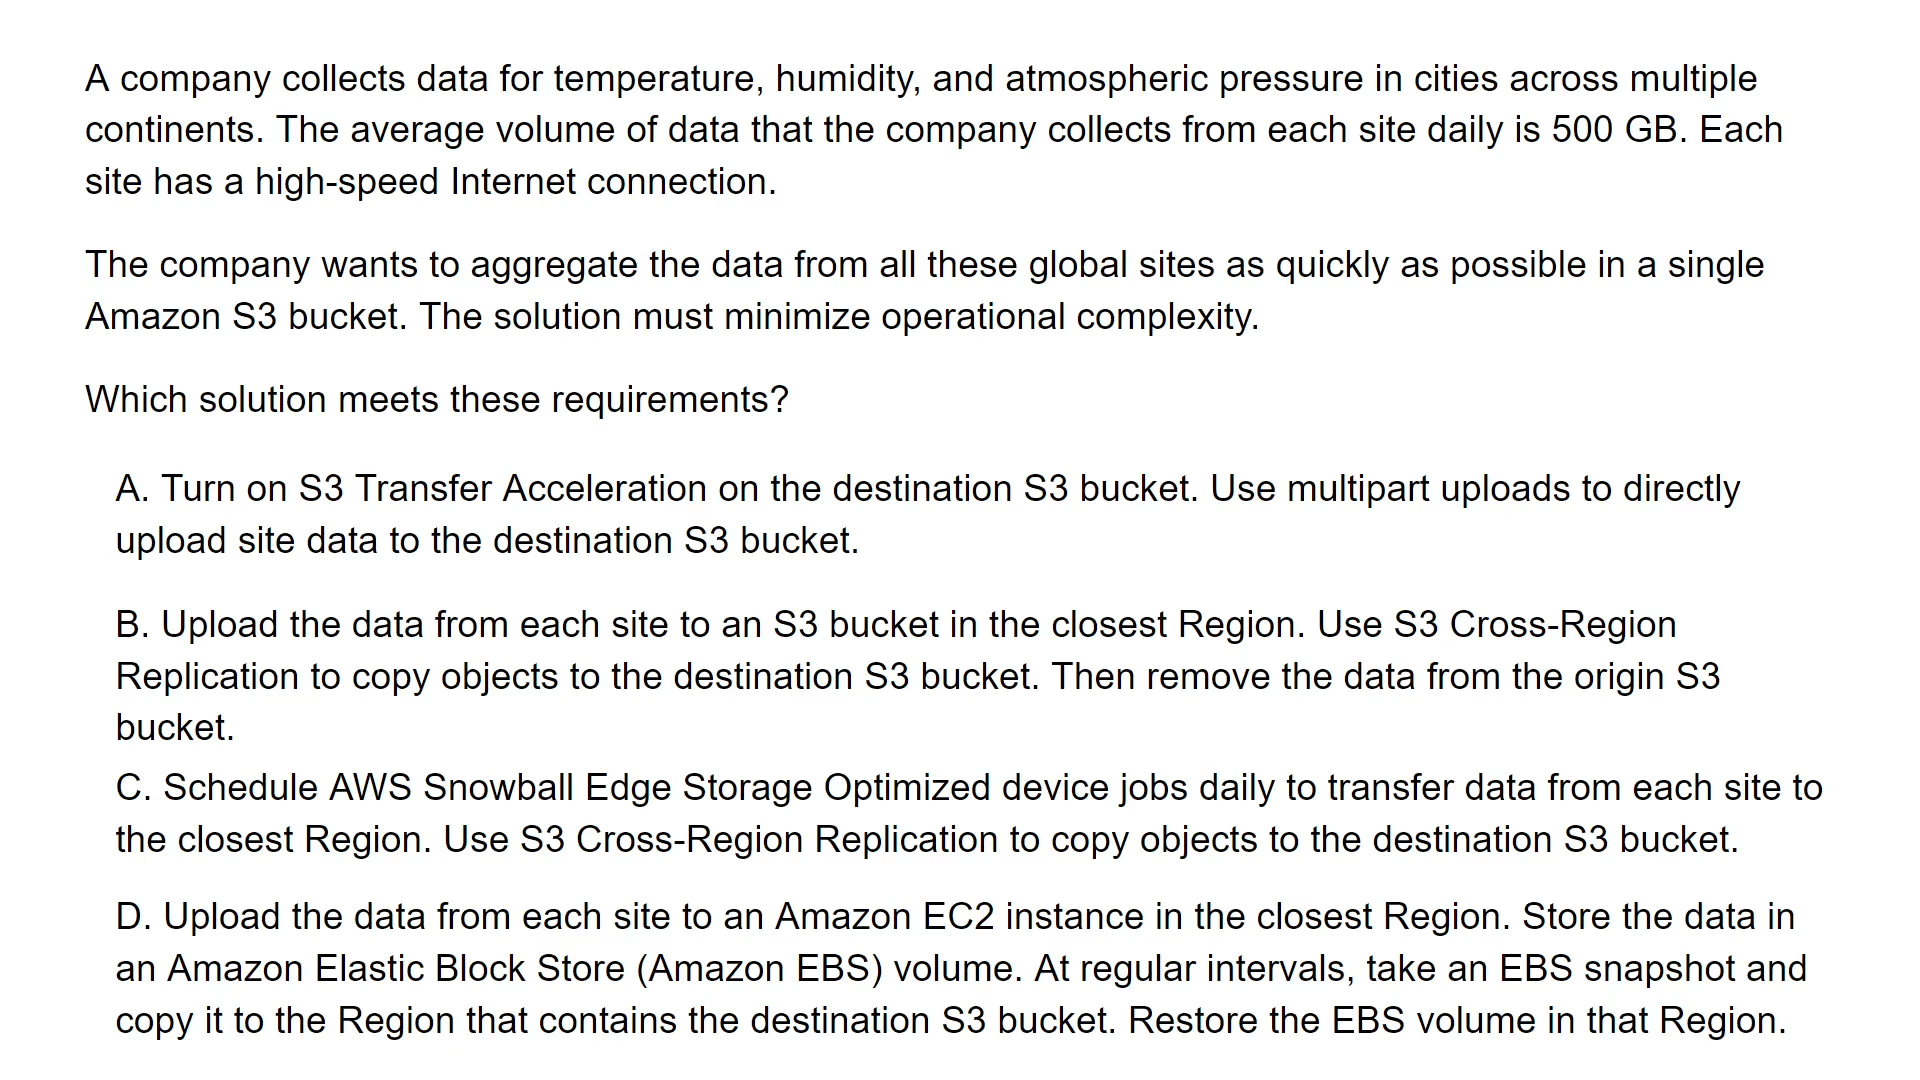 A company collects data for temperature, humidity, and atmospheric pressure in cities across multiple
continents. The average volume of data that the company collects from each site daily is 500 GB. Each
site has a high-speed Internet connection.
The company wants to aggregate the data from all these global sites as quickly as possible in a single
Amazon S3 bucket. The solution must minimize operational complexity.
Which solution meets these requirements?
A. Turn on S3 Transfer Acceleration on the destination S3 bucket. Use multipart uploads to directly
upload site data to the destination S3 bucket.
B. Upload the data from each site to an S3 bucket in the closest Region. Use S3 Cross-Region
Replication to copy objects to the destination S3 bucket. Then remove the data from the origin S3
bucket.
C. Schedule AWS Snowball Edge Storage Optimized device jobs daily to transfer data from each site to
the closest Region. Use S3 Cross-Region Replication to copy objects to the destination S3 bucket.
D. Upload the data from each site to an Amazon EC2 instance in the closest Region. Store the data in
an Amazon Elastic Block Store (Amazon EBS) volume. At regular intervals, take an EBS snapshot and
copy it to the Region that contains the destination S3 bucket. Restore the EBS volume in that Region.